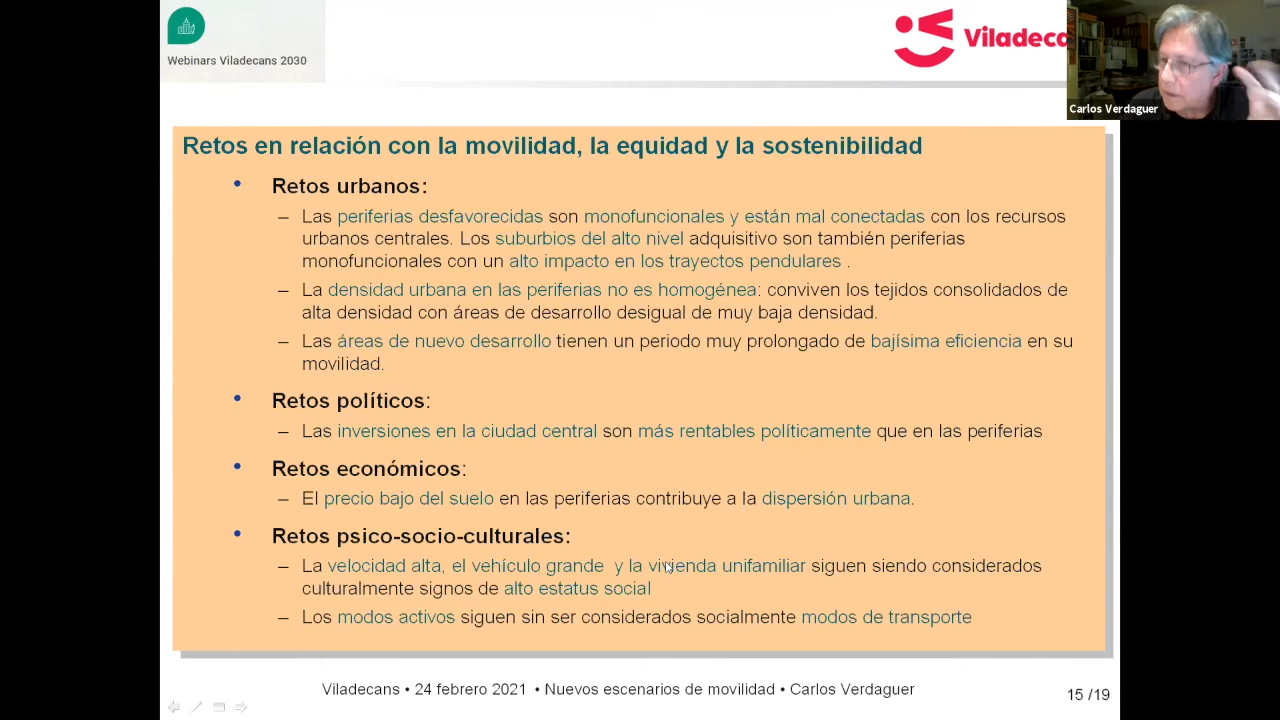 Webinars Viladecans 2030
Viladeca
Carlos Verdaguer
Retos en relación con la movilidad, la equidad y la sostenibilidad
• Retos urbanos:
– Las periferias desfavorecidas son monofuncionales y están mal conectadas con los recursos
urbanos centrales. Los suburbios del alto nivel adquisitivo son también periferias
monofuncionales con un alto impacto en los trayectos pendulares .
– La densidad urbana en las periferias no es homogénea: conviven los tejidos consolidados de
alta densidad con áreas de desarrollo desigual de muy baja densidad.
– Las áreas de nuevo desarrollo tienen un periodo muy prolongado de bajísima eficiencia en su
movilidad.
• Retos políticos:
– Las inversiones en la ciudad central son más rentables políticamente que en las periferias
• Retos económicos:
– El precio bajo del suelo en las periferias contribuye a la dispersión urbana.
• Retos psico-socio-culturales:
– La velocidad alta, el vehículo grande y la vivienda unifamiliar siguen siendo considerados
culturalmente signos de alto estatus social
– Los modos activos siguen sin ser considerados socialmente modos de transporte
Viladecans • 24 febrero 2021 • Nuevos escenarios de movilidad • Carlos Verdaguer
15 /19